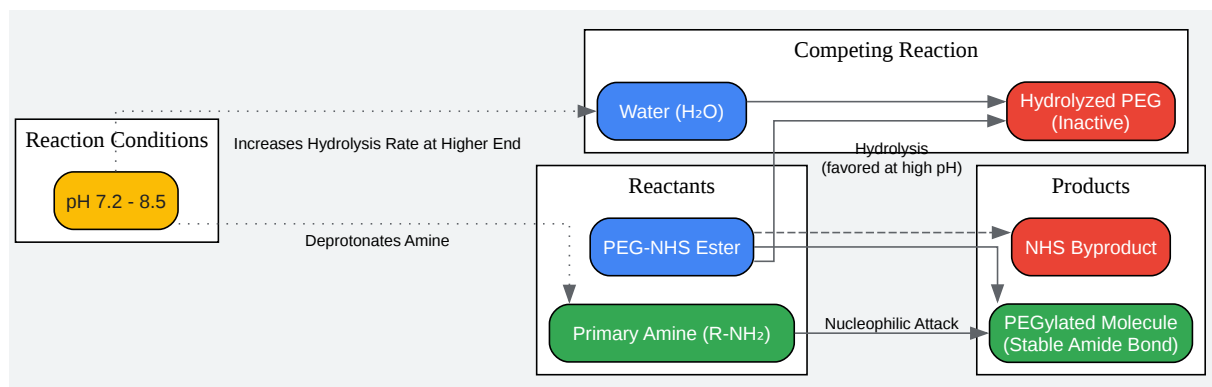 Competing Reaction
Water (H₂O)
Hydrolyzed PEG
(Inactive)
Reaction Conditions
pH 7.2 - 8.5
Increases Hydrolysis Rate at Higher End
Hydrolysis
(favored at high pH)
Deprotonates Amine
Reactants
PEG-NHS Ester
Primary Amine (R-NH₂)
Nucleophilic Attack
Products
NHS Byproduct
PEGylated Molecule
(Stable Amide Bond)